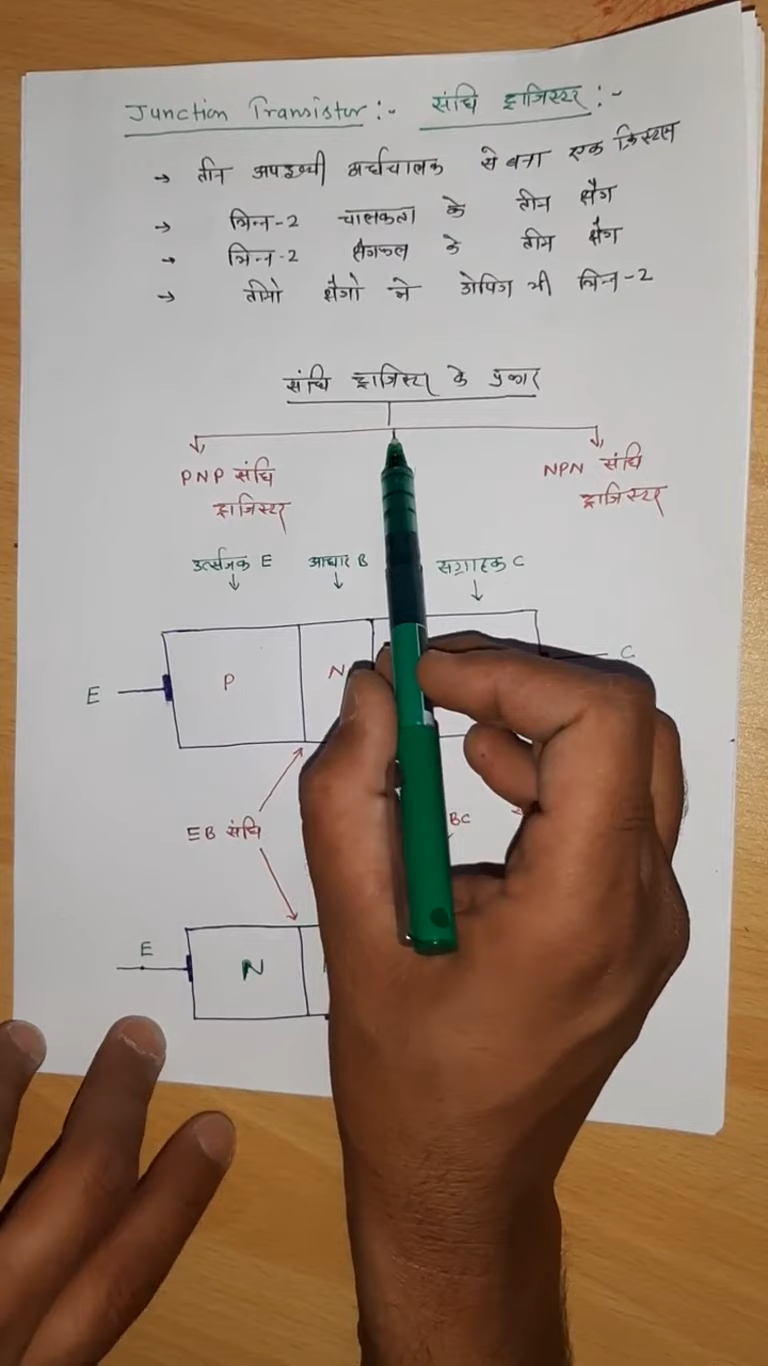 Junction Transistor :- संधि ट्रांजिस्टर :-
→ तीन अपद्रव्यी अर्धचालक से बना एक क्रिस्टल
→ भिन्न-2 चालकता के तीन क्षेत्र
→ भिन्न-2 क्षेत्रफल के तीन क्षेत्र
→ तीनो क्षेत्रो मे डोपिंग भी भिन्न-2
संधि ट्रांजिस्टर के प्रकार
PNP संधि ट्रांजिस्टर
NPN संधि ट्रांजिस्टर
उत्सर्जक E आधार B संग्राहक C
E P N C
EB संधि BC
E N